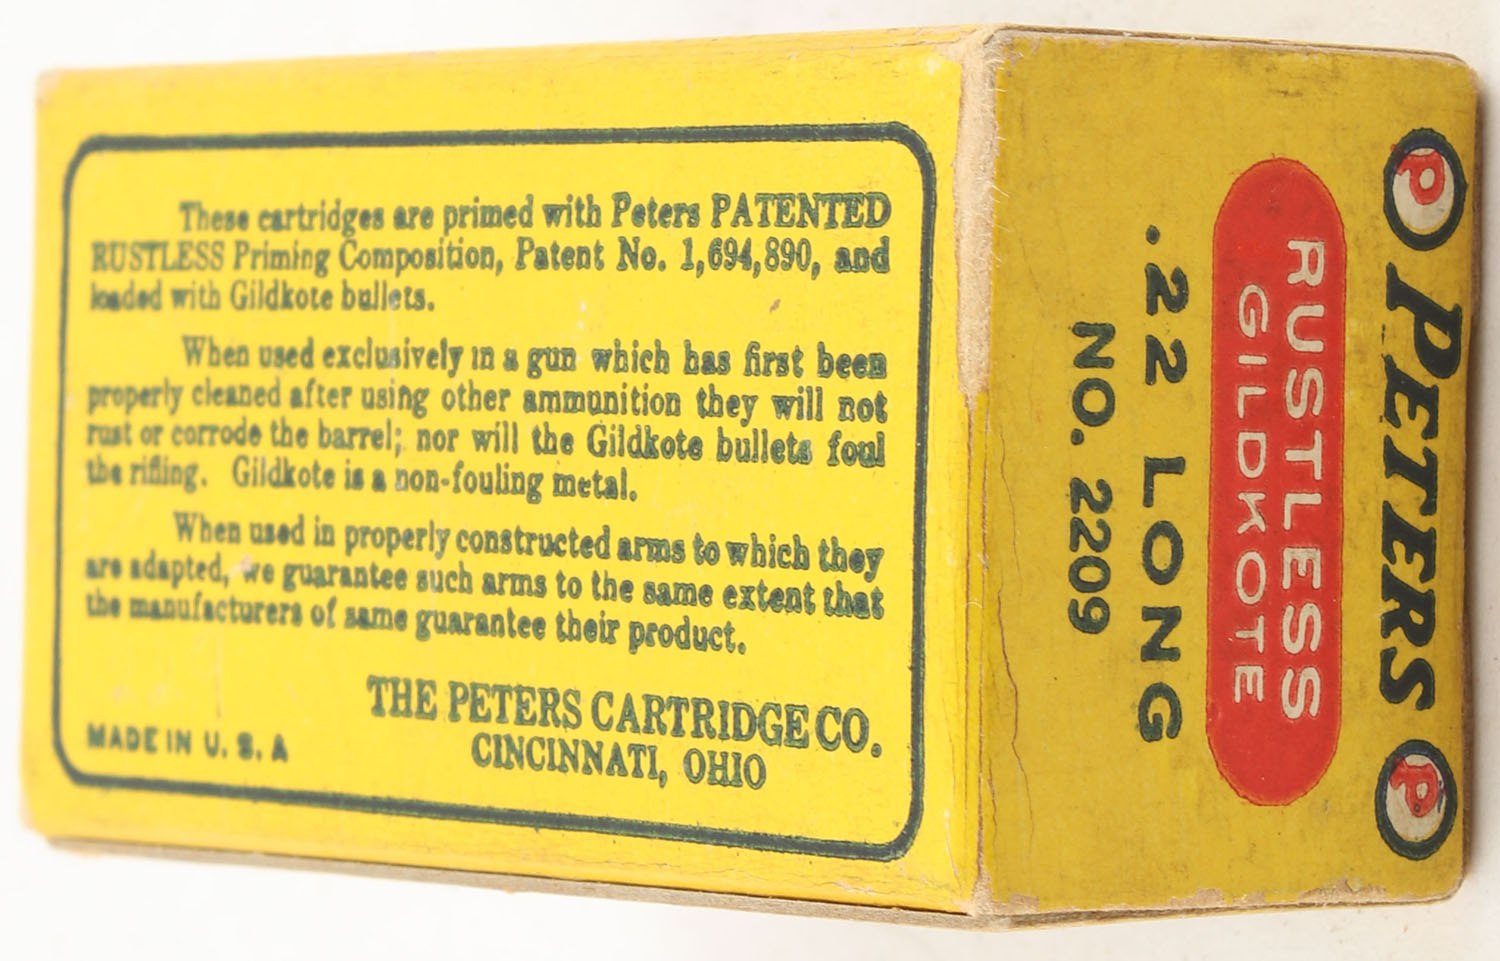 These cartridges are primed with Peters PATENTED
RUSTLESS Priming Composition, Patent No. 1,694,890, and
loaded with Gildkote bullets.
When used exclusively in a gun which has first been
properly cleaned after using other ammunition they will not
rust or corrode the barrel; nor will the Gildkote bullets foul
the rifling. Gildkote is a non-fouling metal.
When used in properly constructed arms to which they
are adapted, we guarantee such arms to the same extent that
the manufacturers of same guarantee their product.
THE PETERS CARTRIDGE CO.
CINCINNATI, OHIO
MADE IN U. S. A
P PETERS P
RUSTLESS
GILDKOTE
.22 LONG
NO. 2209